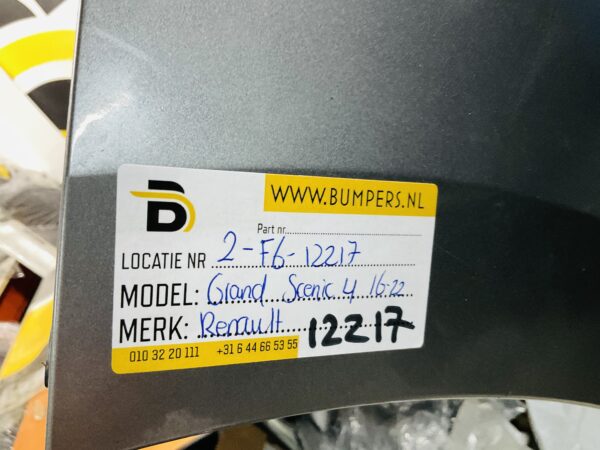 WWW.BUMPERS.NL
Part nr.
LOCATIE NR 2-F6-12217
MODEL: Grand Scenic 4 16-22
MERK: Renault 12217
010 32 20 111 +31 6 44 66 53 55